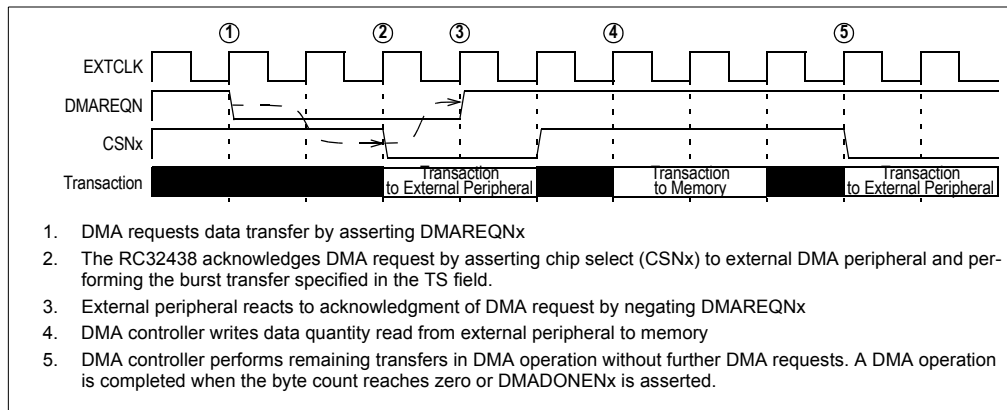 1 2 3 4 5
EXTCLK
DMAREQN
CSNx
Transaction
Transaction to External Peripheral
Transaction to Memory
Transaction to External Peripheral
1. DMA requests data transfer by asserting DMAREQNx
2. The RC32438 acknowledges DMA request by asserting chip select (CSNx) to external DMA peripheral and per-
forming the burst transfer specified in the TS field.
3. External peripheral reacts to acknowledgment of DMA request by negating DMAREQNx
4. DMA controller writes data quantity read from external peripheral to memory
5. DMA controller performs remaining transfers in DMA operation without further DMA requests. A DMA operation
is completed when the byte count reaches zero or DMADONENx is asserted.